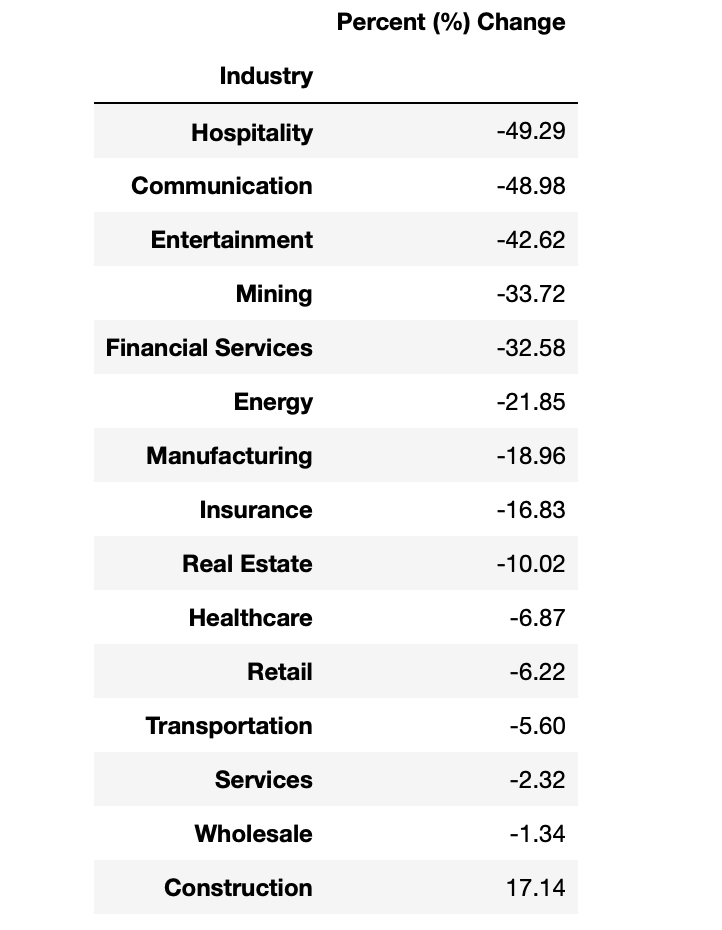 Percent (%) Change
Industry
Hospitality -49.29
Communication -48.98
Entertainment -42.62
Mining -33.72
Financial Services -32.58
Energy -21.85
Manufacturing -18.96
Insurance -16.83
Real Estate -10.02
Healthcare -6.87
Retail -6.22
Transportation -5.60
Services -2.32
Wholesale -1.34
Construction 17.14